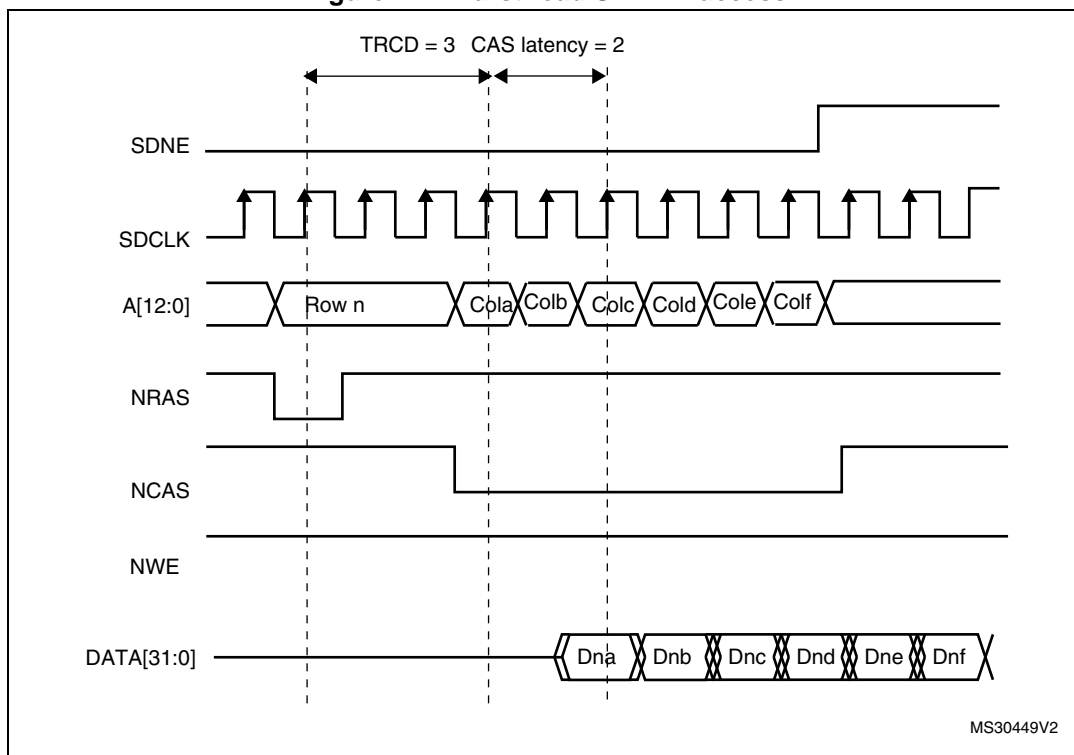 TRCD = 3 CAS latency = 2
SDNE
SDCLK
A[12:0] Row n Cola Colb Colc Cold Cole Colf
NRAS
NCAS
NWE
DATA[31:0] Dna Dnb Dnc Dnd Dne Dnf
MS30449V2